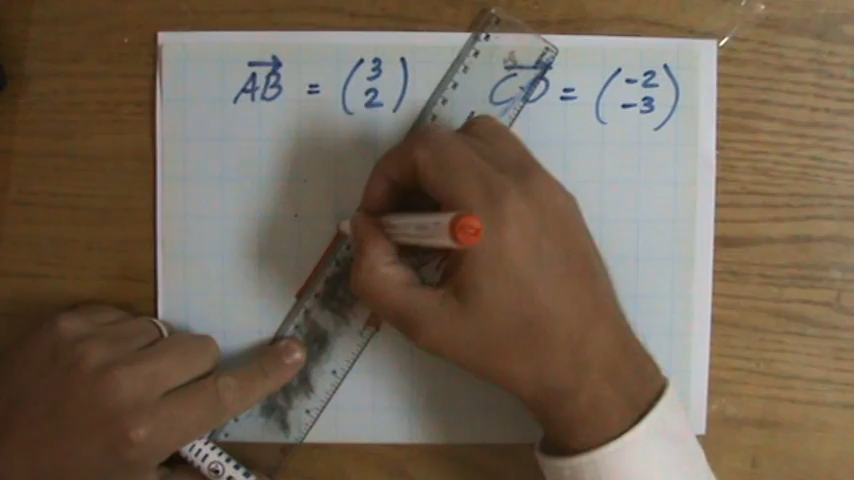 AB = (3 2) CD = (-2 -3)